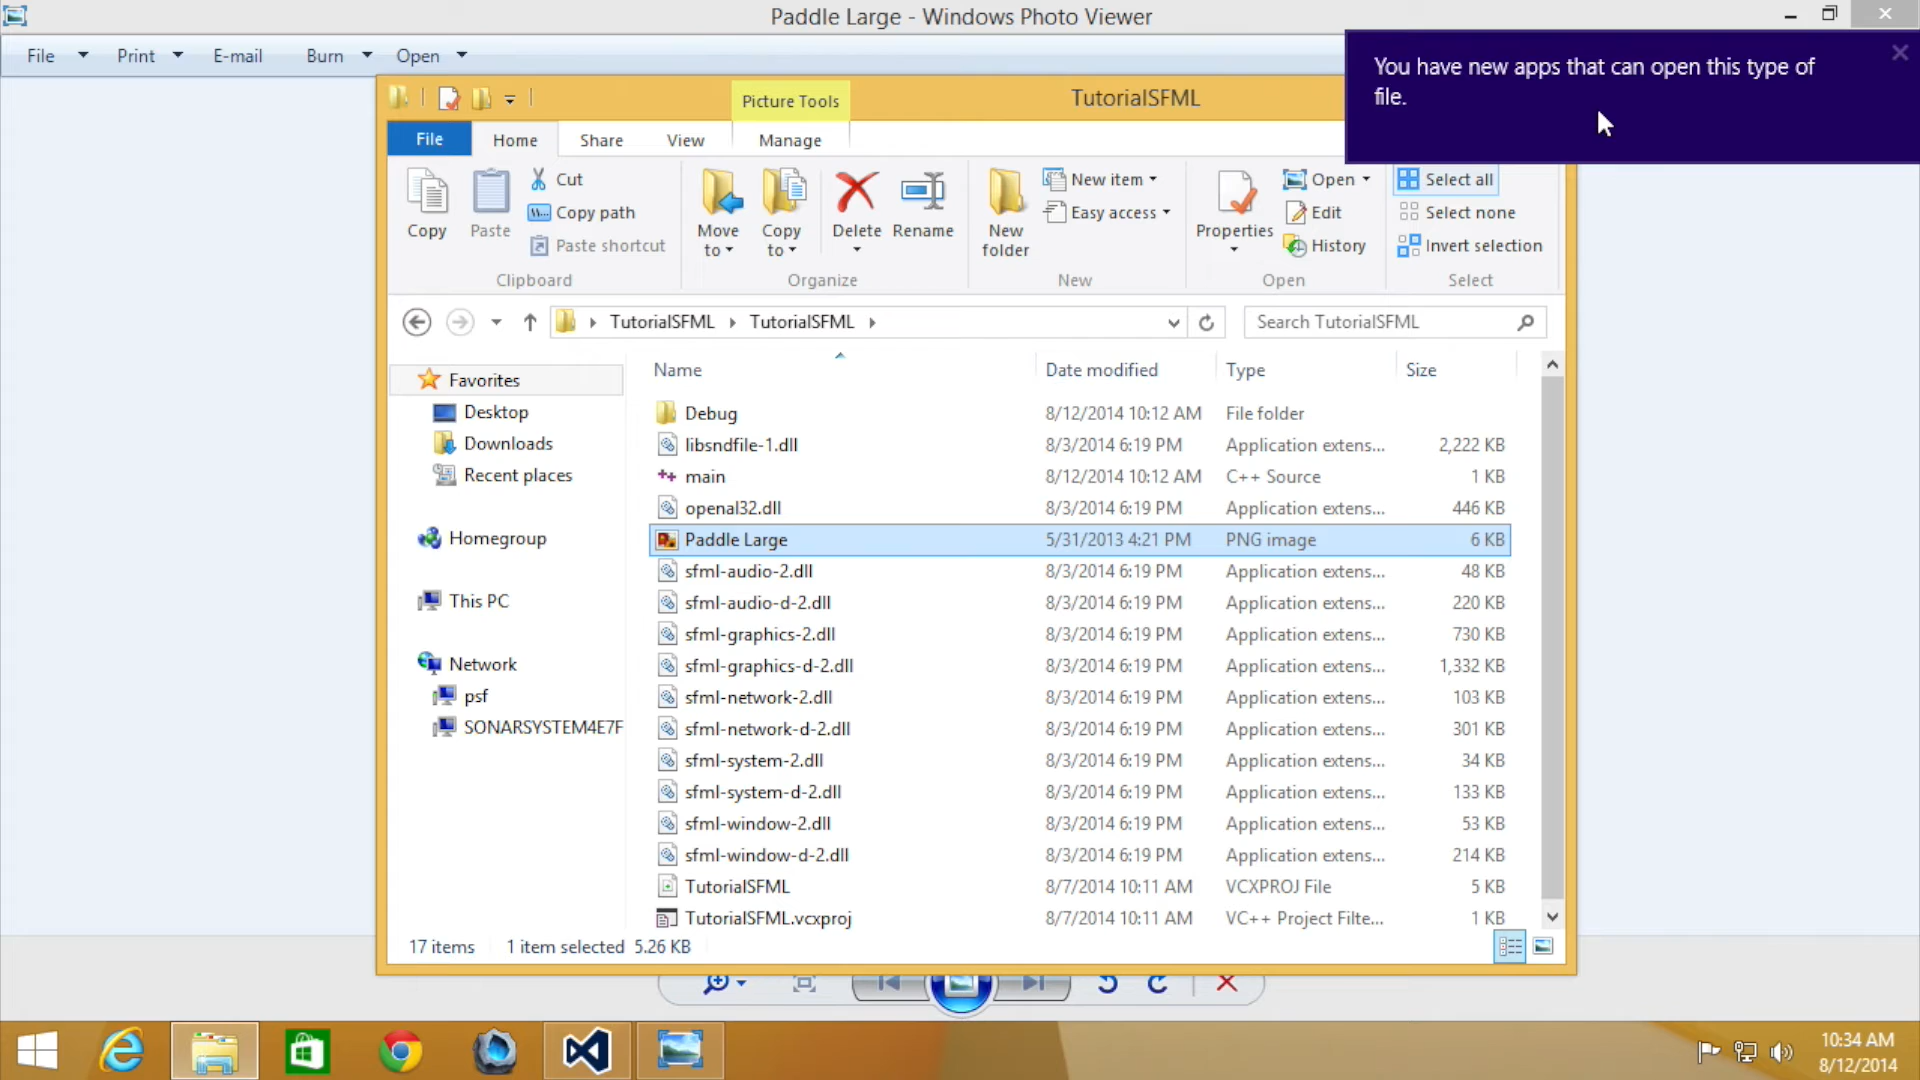 Paddle Large - Windows Photo Viewer
File Print E-mail Burn Open
You have new apps that can open this type of
file.
Picture Tools
TutorialSFML
File Home Share View Manage
Copy
Paste
Cut
Copy path
Paste shortcut
Clipboard
Move
to
Copy
to
Delete
Rename
Organize
New
folder
New item
Easy access
New
Properties
Open
Edit
History
Open
Select all
Select none
Invert selection
Select
TutorialSFML TutorialSFML
Search TutorialSFML
Favorites
Desktop
Downloads
Recent places
Homegroup
This PC
Network
psf
SONARSYSTEM4E7F
Name Date modified Type Size
Debug 8/12/2014 10:12 AM File folder
libsndfile-1.dll 8/3/2014 6:19 PM Application extens... 2,222 KB
main 8/12/2014 10:12 AM C++ Source 1 KB
openal32.dll 8/3/2014 6:19 PM Application extens... 446 KB
Paddle Large 5/31/2013 4:21 PM PNG image 6 KB
sfml-audio-2.dll 8/3/2014 6:19 PM Application extens... 48 KB
sfml-audio-d-2.dll 8/3/2014 6:19 PM Application extens... 220 KB
sfml-graphics-2.dll 8/3/2014 6:19 PM Application extens... 730 KB
sfml-graphics-d-2.dll 8/3/2014 6:19 PM Application extens... 1,332 KB
sfml-network-2.dll 8/3/2014 6:19 PM Application extens... 103 KB
sfml-network-d-2.dll 8/3/2014 6:19 PM Application extens... 301 KB
sfml-system-2.dll 8/3/2014 6:19 PM Application extens... 34 KB
sfml-system-d-2.dll 8/3/2014 6:19 PM Application extens... 133 KB
sfml-window-2.dll 8/3/2014 6:19 PM Application extens... 53 KB
sfml-window-d-2.dll 8/3/2014 6:19 PM Application extens... 214 KB
TutorialSFML 8/7/2014 10:11 AM VCXPROJ File 5 KB
TutorialSFML.vcxproj 8/7/2014 10:11 AM VC++ Project Filte... 1 KB
17 items 1 item selected 5.26 KB
10:34 AM
8/12/2014